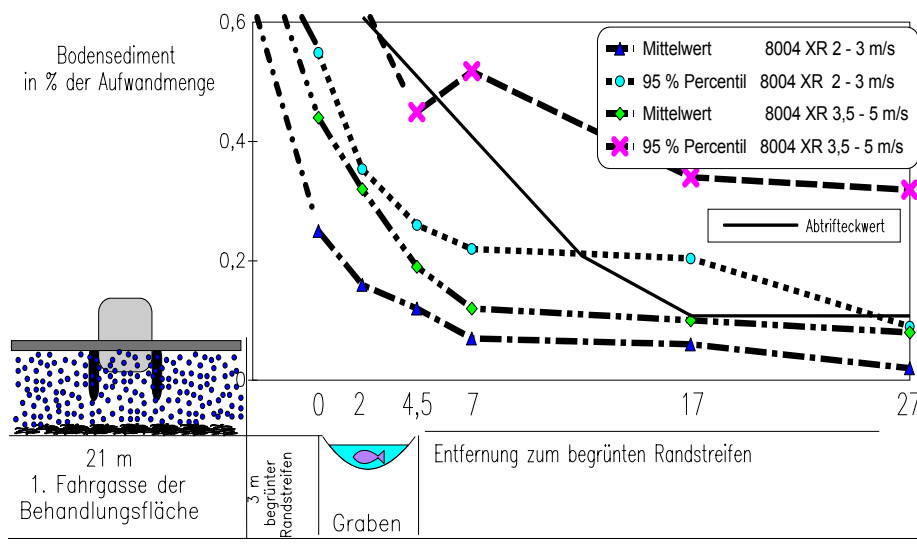 Bodensediment
in % der Aufwandmenge
0,6
0,4
0,2
0
Mittelwert 8004 XR 2 - 3 m/s
95 % Percentil 8004 XR 2 - 3 m/s
Mittelwert 8004 XR 3,5 - 5 m/s
95 % Percentil 8004 XR 3,5 - 5 m/s
Abtrifteckwert
0 2 4,5 7 17 27
21 m
1. Fahrgasse der
Behandlungsfläche
3 m
begrünter
Randstreifen
Graben
Entfernung zum begrünten Randstreifen